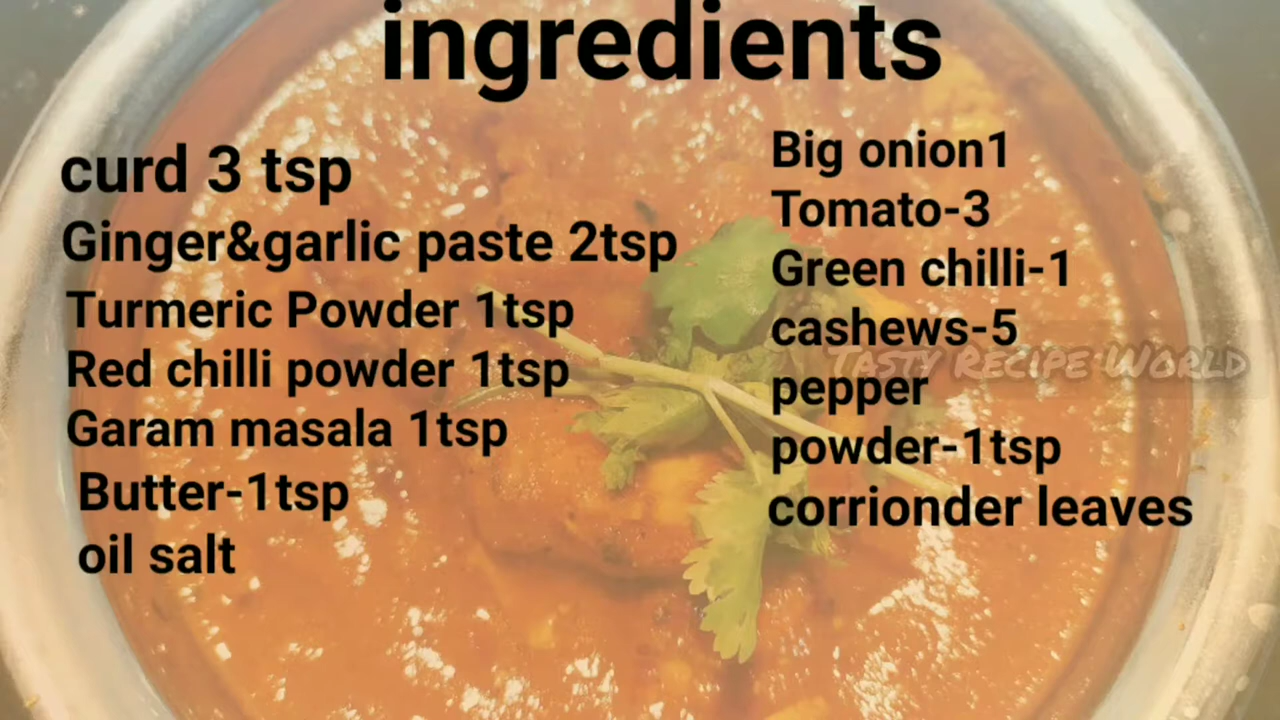 ingredients
curd 3 tsp
Ginger&garlic paste 2tsp
Turmeric Powder 1tsp
Red chilli powder 1tsp
Garam masala 1tsp
Butter-1tsp
oil salt
Big onion1
Tomato-3
Green chilli-1
cashews-5
pepper
powder-1tsp
corrionder leaves
Tasty Recipe World